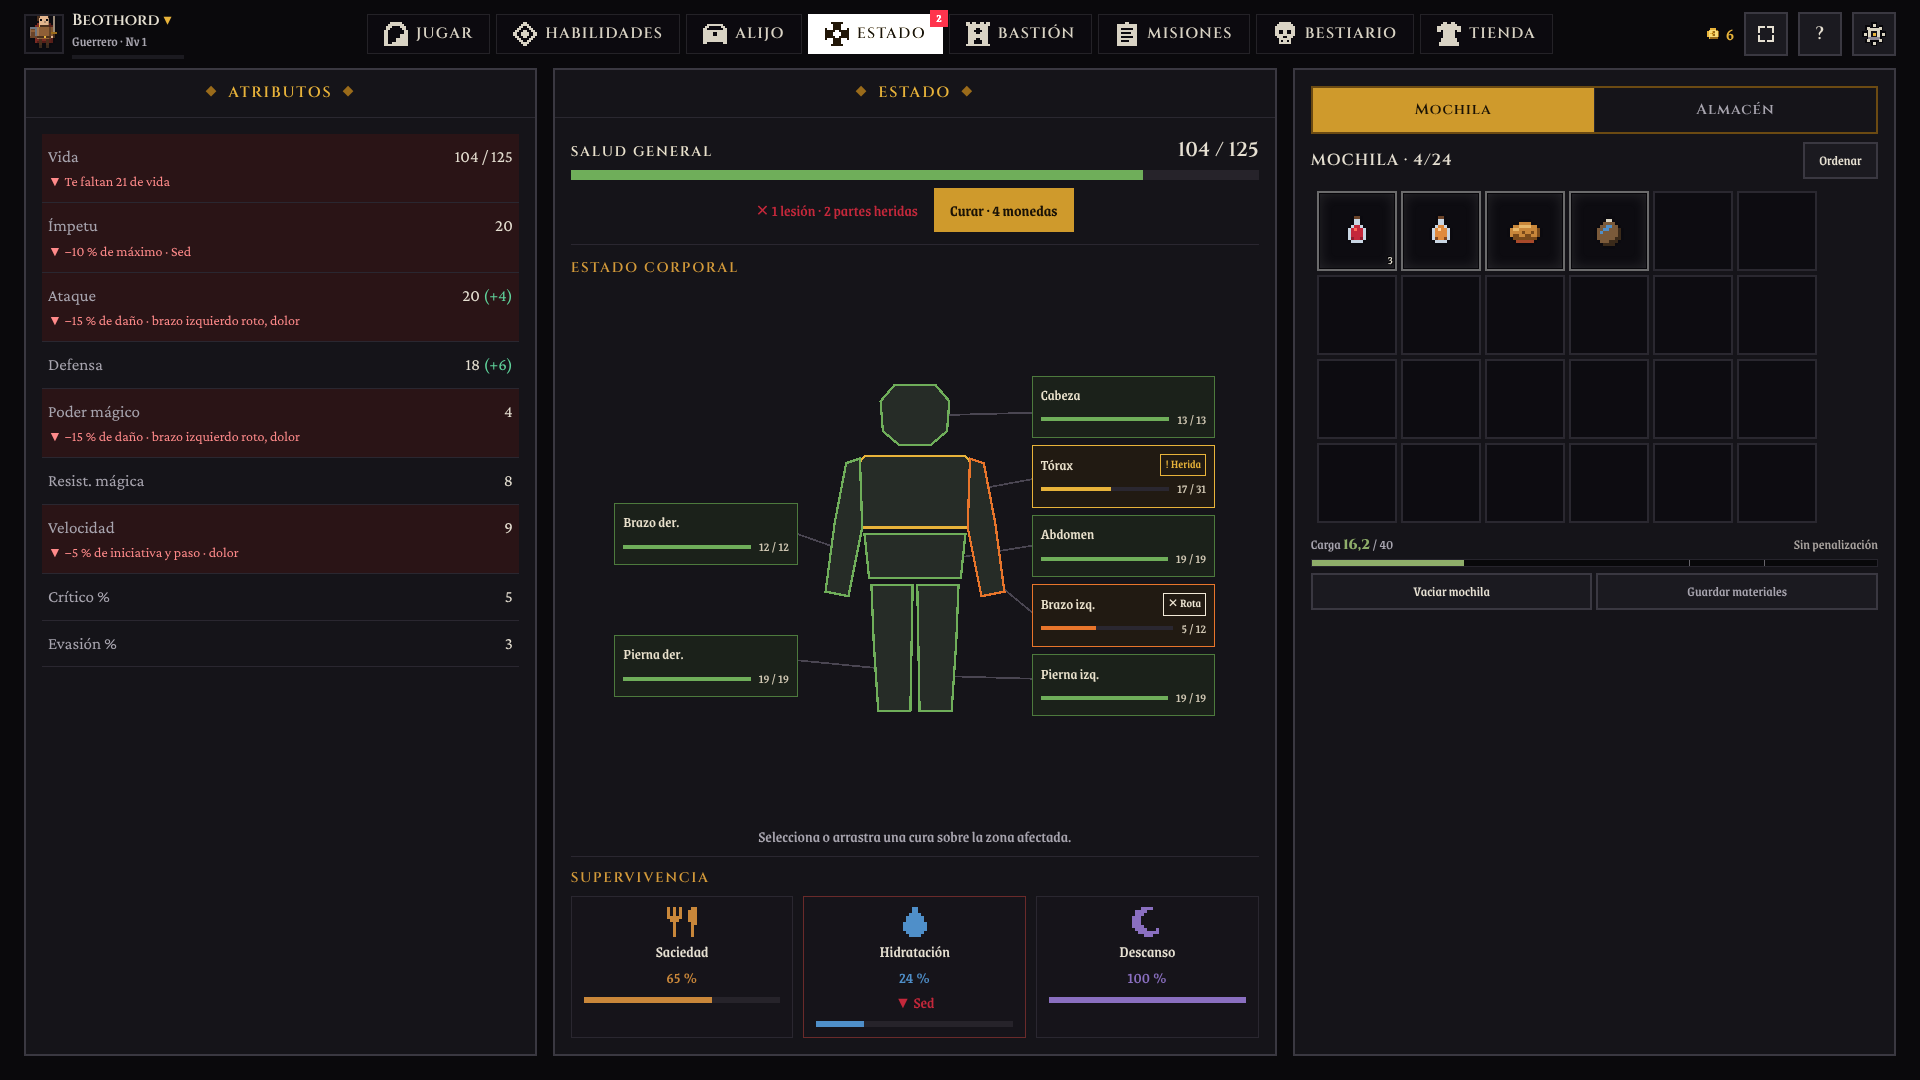 Beothord ▼
Guerrero · Nv 1
JUGAR
HABILIDADES
ALIJO
ESTADO
2
BASTIÓN
MISIONES
BESTIARIO
TIENDA
6
?
ATRIBUTOS
Vida 104 / 125
▼ Te faltan 21 de vida
Ímpetu 20
▼ −10 % de máximo · Sed
Ataque 20 (+4)
▼ −15 % de daño · brazo izquierdo roto, dolor
Defensa 18 (+6)
Poder mágico 4
▼ −15 % de daño · brazo izquierdo roto, dolor
Resist. mágica 8
Velocidad 9
▼ −5 % de iniciativa y paso · dolor
Crítico % 5
Evasión % 3
ESTADO
SALUD GENERAL 104 / 125
✕ 1 lesión · 2 partes heridas
Curar · 4 monedas
ESTADO CORPORAL
Cabeza
13 / 13
Tórax ! Herida
17 / 31
Brazo der.
12 / 12
Abdomen
19 / 19
Brazo izq. ✕ Rota
5 / 12
Pierna der.
19 / 19
Pierna izq.
19 / 19
Selecciona o arrastra una cura sobre la zona afectada.
SUPERVIVENCIA
Saciedad
65 %
Hidratación
24 %
▼ Sed
Descanso
100 %
Mochila
Almacén
MOCHILA · 4/24
Ordenar
3
Carga 16,2 / 40
Sin penalización
Vaciar mochila
Guardar materiales